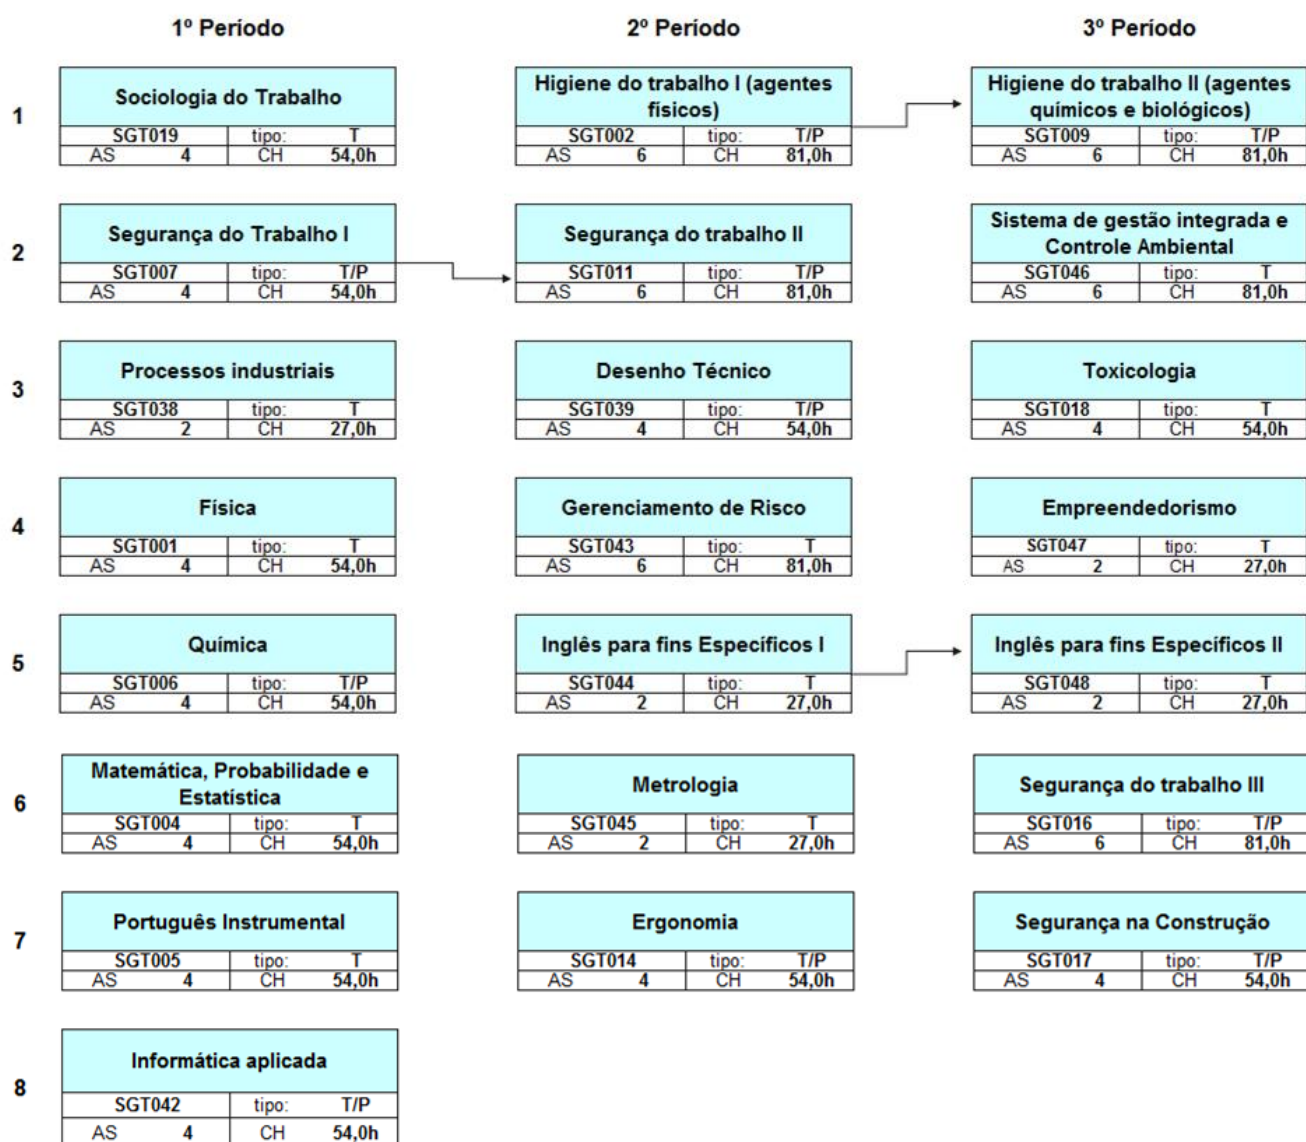 1º Período 2º Período 3º Período
1
Sociologia do Trabalho
SGT019 tipo: T
AS 4 CH 54,0h
Higiene do trabalho I (agentes
físicos)
SGT002 tipo: T/P
AS 6 CH 81,0h
Higiene do trabalho II (agentes
químicos e biológicos)
SGT009 tipo: T/P
AS 6 CH 81,0h
2
Segurança do Trabalho I
SGT007 tipo: T/P
AS 4 CH 54,0h
Segurança do trabalho II
SGT011 tipo: T/P
AS 6 CH 81,0h
Sistema de gestão integrada e
Controle Ambiental
SGT046 tipo: T
AS 6 CH 81,0h
3
Processos industriais
SGT038 tipo: T
AS 2 CH 27,0h
Desenho Técnico
SGT039 tipo: T/P
AS 4 CH 54,0h
Toxicologia
SGT018 tipo: T
AS 4 CH 54,0h
4
Física
SGT001 tipo: T
AS 4 CH 54,0h
Gerenciamento de Risco
SGT043 tipo: T
AS 6 CH 81,0h
Empreendedorismo
SGT047 tipo: T
AS 2 CH 27,0h
5
Química
SGT006 tipo: T/P
AS 4 CH 54,0h
Inglês para fins Específicos I
SGT044 tipo: T
AS 2 CH 27,0h
Inglês para fins Específicos II
SGT048 tipo: T
AS 2 CH 27,0h
6
Matemática, Probabilidade e
Estatística
SGT004 tipo: T
AS 4 CH 54,0h
Metrologia
SGT045 tipo: T
AS 2 CH 27,0h
Segurança do trabalho III
SGT016 tipo: T/P
AS 6 CH 81,0h
7
Português Instrumental
SGT005 tipo: T
AS 4 CH 54,0h
Ergonomia
SGT014 tipo: T/P
AS 4 CH 54,0h
Segurança na Construção
SGT017 tipo: T/P
AS 4 CH 54,0h
8
Informática aplicada
SGT042 tipo: T/P
AS 4 CH 54,0h